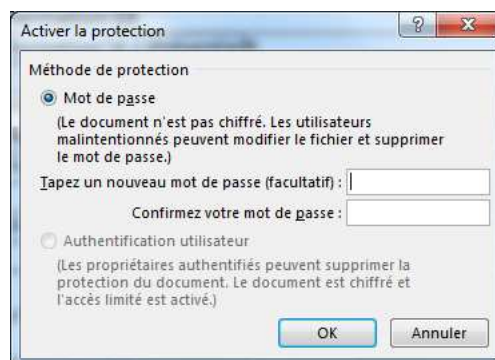 Activer la protection
Méthode de protection
Mot de passe
(Le document n'est pas chiffré. Les utilisateurs
malintentionnés peuvent modifier le fichier et supprimer
le mot de passe.)
Tapez un nouveau mot de passe (facultatif) :
Confirmez votre mot de passe :
Authentification utilisateur
(Les propriétaires authentifiés peuvent supprimer la
protection du document. Le document est chiffré et
l'accès limité est activé.)
OK Annuler